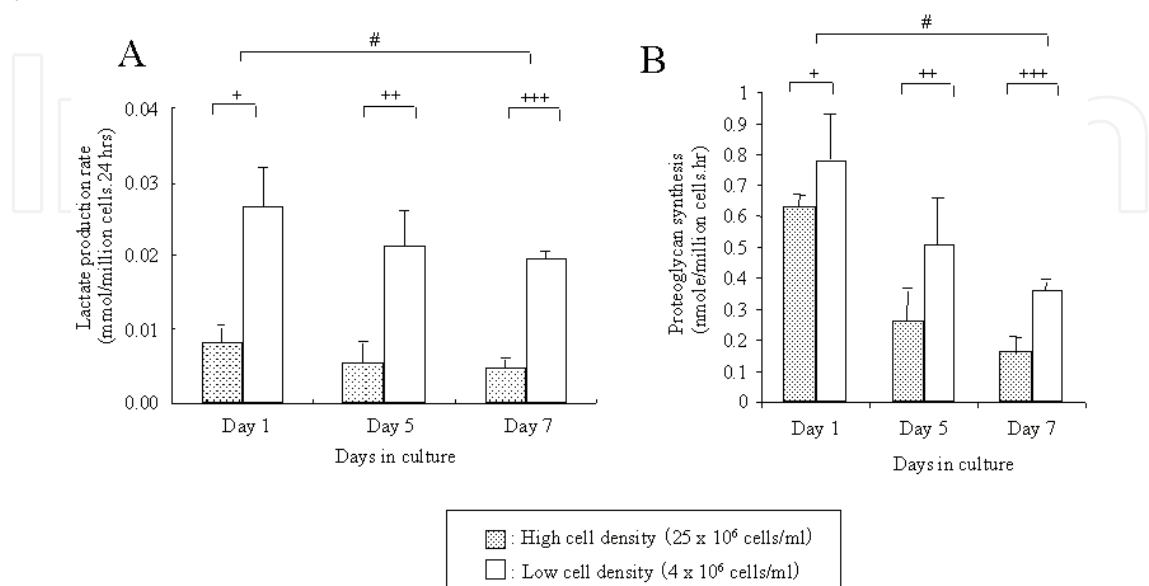 A
#
+
++
+++
0.04
0.03
0.02
0.01
0.00
Lactate production rate
(mmol/million cells.24 hrs)
Day 1
Day 5
Day 7
Days in culture
B
#
+
++
+++
1
0.9
0.8
0.7
0.6
0.5
0.4
0.3
0.2
0.1
0
Proteoglycan synthesis
(nmole/million cells.hr)
Day 1
Day 5
Day 7
Days in culture
: High cell density (25 x 10⁶ cells/ml)
: Low cell density (4 x 10⁶ cells/ml)